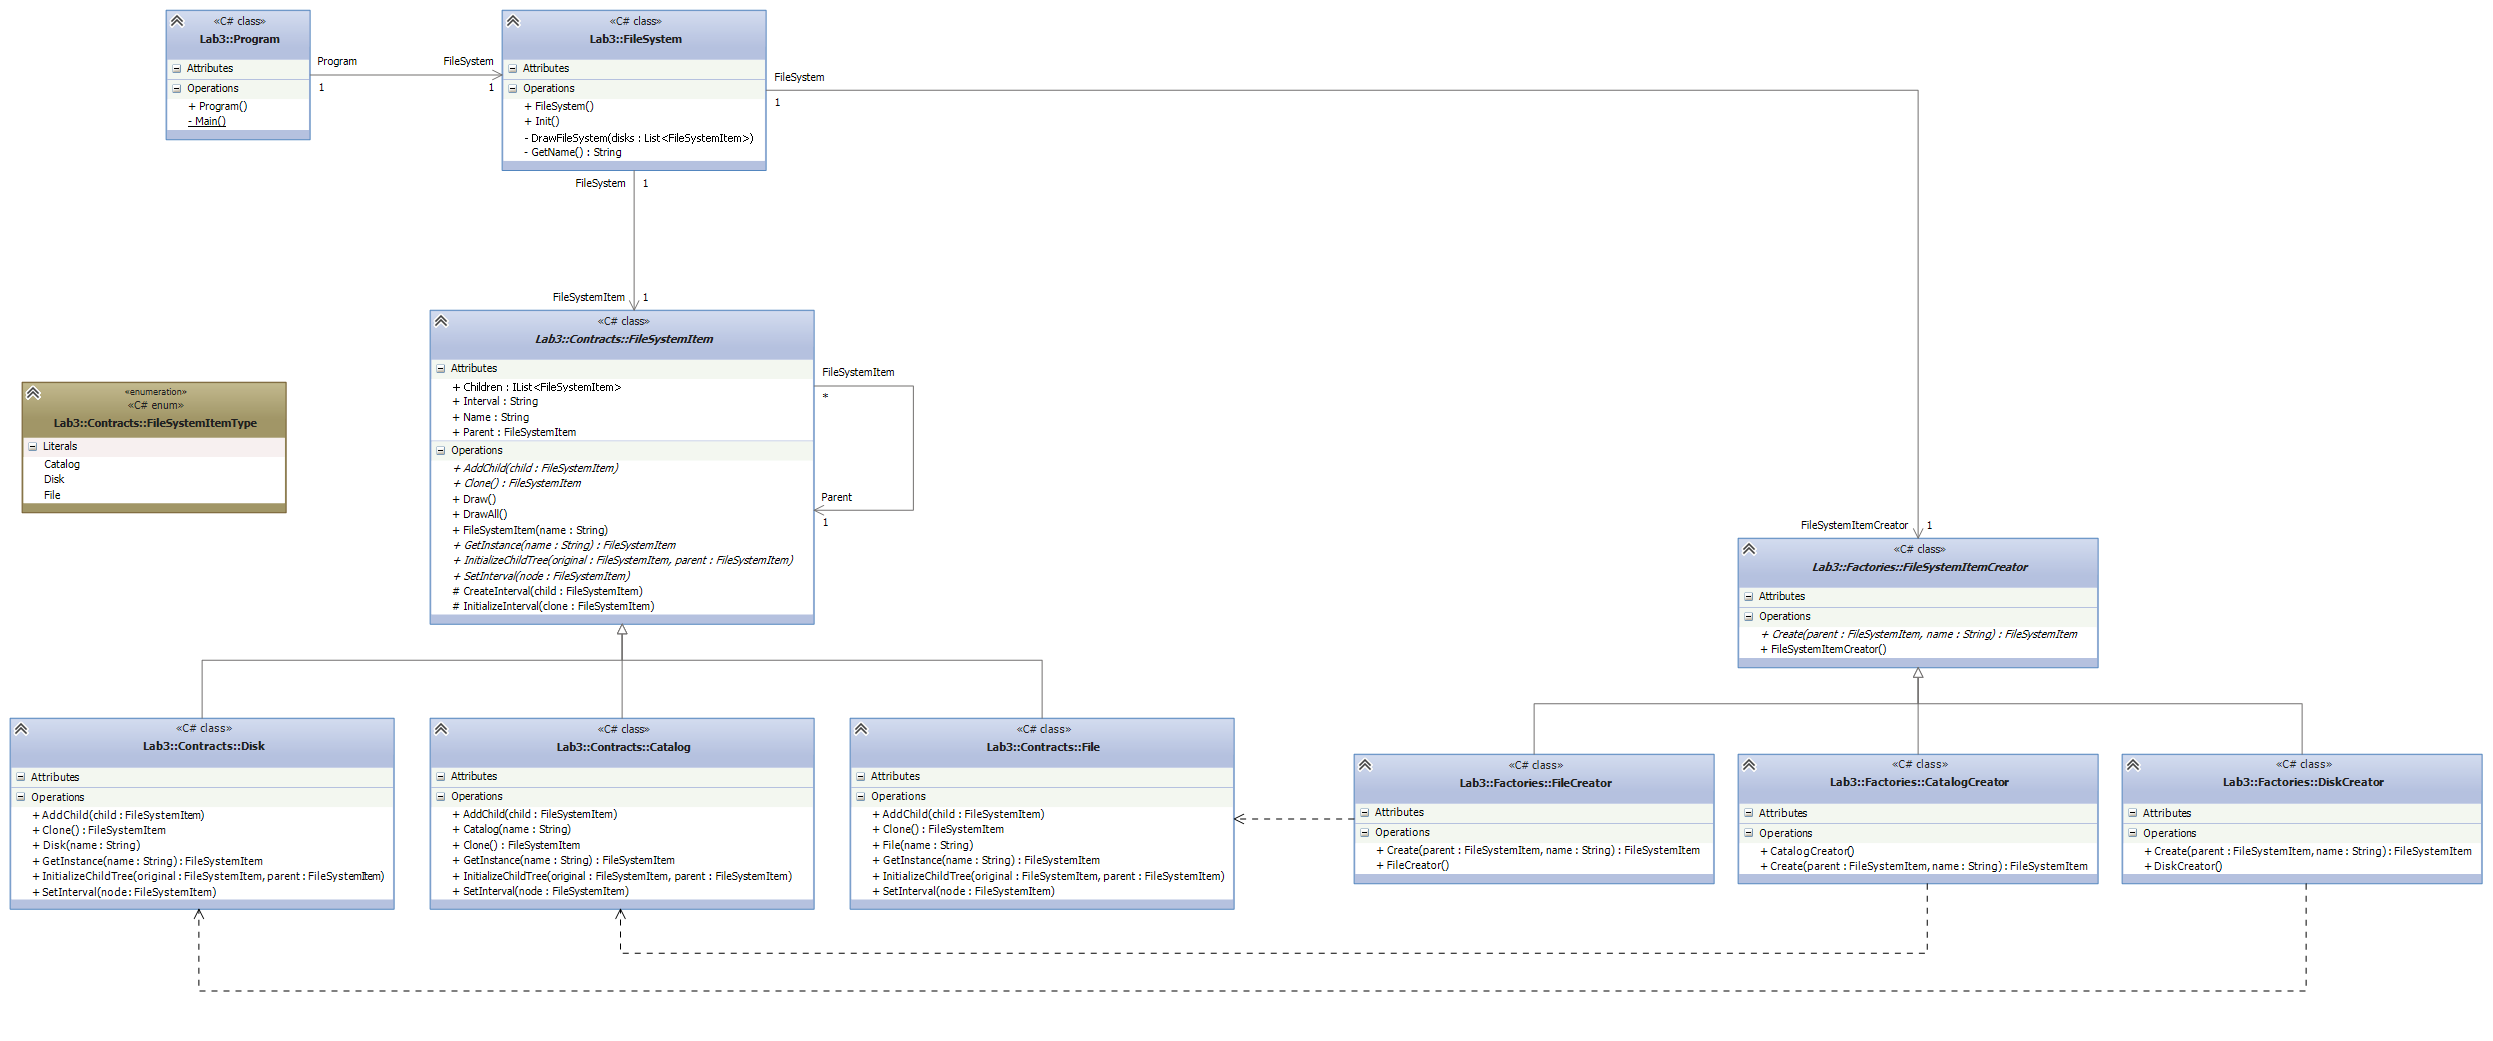 «C# class»
Lab3::Program
Attributes
Operations
+ Program()
- Main()
Program
1
FileSystem
1
«C# class»
Lab3::FileSystem
Attributes
Operations
+ FileSystem()
+ Init()
- DrawFileSystem(disks : List<FileSystemItem>)
- GetName() : String
FileSystem
1
FileSystem
1
FileSystemItem
1
«C# class»
Lab3::Contracts::FileSystemItem
Attributes
+ Children : IList<FileSystemItem>
+ Interval : String
+ Name : String
+ Parent : FileSystemItem
Operations
+ AddChild(child : FileSystemItem)
+ Clone() : FileSystemItem
+ Draw()
+ DrawAll()
+ FileSystemItem(name : String)
+ GetInstance(name : String) : FileSystemItem
+ InitializeChildTree(original : FileSystemItem, parent : FileSystemItem)
+ SetInterval(node : FileSystemItem)
# CreateInterval(child : FileSystemItem)
# InitializeInterval(clone : FileSystemItem)
FileSystemItem
*
Parent
1
«enumeration»
«C# enum»
Lab3::Contracts::FileSystemItemType
Literals
Catalog
Disk
File
FileSystemItemCreator
1
«C# class»
Lab3::Factories::FileSystemItemCreator
Attributes
Operations
+ Create(parent : FileSystemItem, name : String) : FileSystemItem
+ FileSystemItemCreator()
«C# class»
Lab3::Contracts::Disk
Attributes
Operations
+ AddChild(child : FileSystemItem)
+ Clone() : FileSystemItem
+ Disk(name : String)
+ GetInstance(name : String) : FileSystemItem
+ InitializeChildTree(original : FileSystemItem, parent : FileSystemItem)
+ SetInterval(node : FileSystemItem)
«C# class»
Lab3::Contracts::Catalog
Attributes
Operations
+ AddChild(child : FileSystemItem)
+ Catalog(name : String)
+ Clone() : FileSystemItem
+ GetInstance(name : String) : FileSystemItem
+ InitializeChildTree(original : FileSystemItem, parent : FileSystemItem)
+ SetInterval(node : FileSystemItem)
«C# class»
Lab3::Contracts::File
Attributes
Operations
+ AddChild(child : FileSystemItem)
+ Clone() : FileSystemItem
+ File(name : String)
+ GetInstance(name : String) : FileSystemItem
+ InitializeChildTree(original : FileSystemItem, parent : FileSystemItem)
+ SetInterval(node : FileSystemItem)
«C# class»
Lab3::Factories::FileCreator
Attributes
Operations
+ Create(parent : FileSystemItem, name : String) : FileSystemItem
+ FileCreator()
«C# class»
Lab3::Factories::CatalogCreator
Attributes
Operations
+ CatalogCreator()
+ Create(parent : FileSystemItem, name : String) : FileSystemItem
«C# class»
Lab3::Factories::DiskCreator
Attributes
Operations
+ Create(parent : FileSystemItem, name : String) : FileSystemItem
+ DiskCreator()